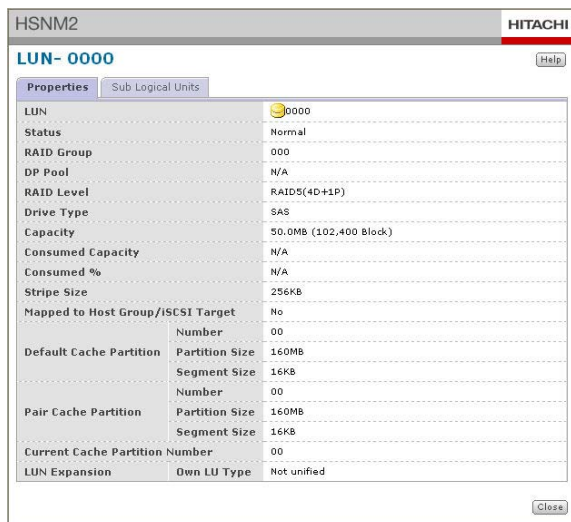 HSNM2
HITACHI
LUN- 0000
Help
Properties
Sub Logical Units
LUN 0000
Status Normal
RAID Group 000
DP Pool N/A
RAID Level RAID5(4D+1P)
Drive Type SAS
Capacity 50.0MB (102,400 Block)
Consumed Capacity N/A
Consumed % N/A
Stripe Size 256KB
Mapped to Host Group/iSCSI Target No
Default Cache Partition
Number 00
Partition Size 160MB
Segment Size 16KB
Pair Cache Partition
Number 00
Partition Size 160MB
Segment Size 16KB
Current Cache Partition Number 00
LUN Expansion Own LU Type Not unified
Close